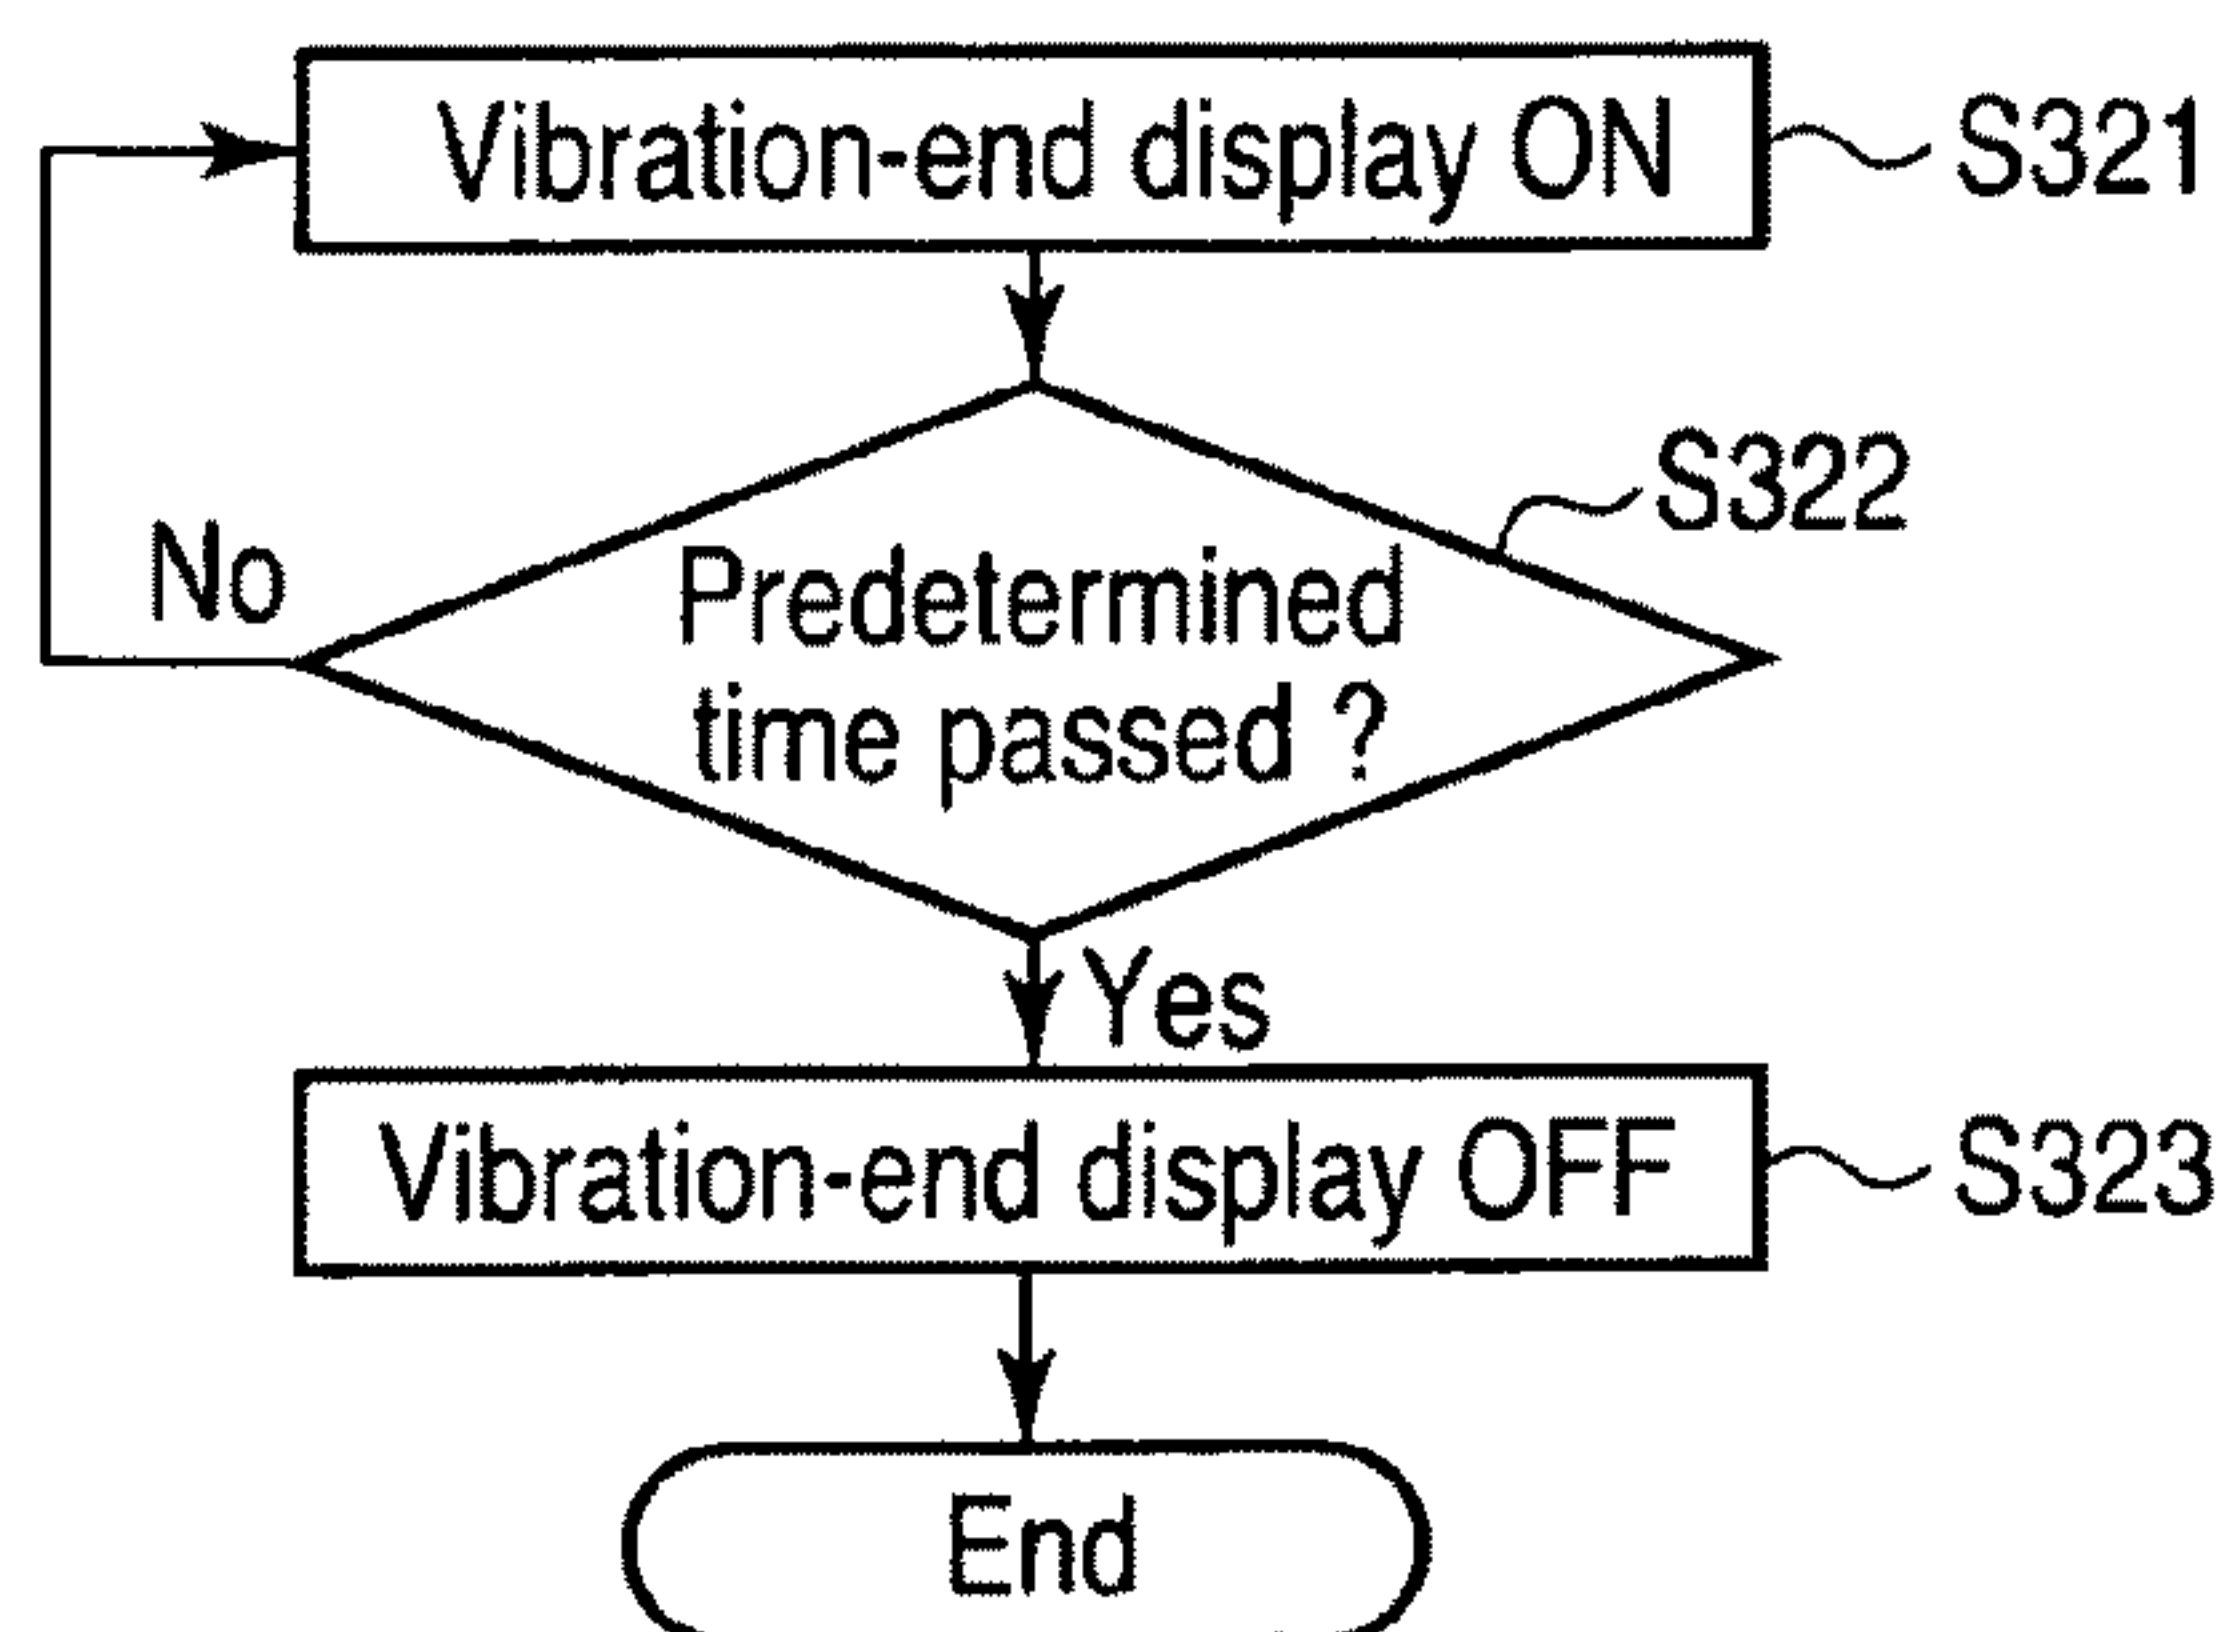 Vibration-end display ON
S321
S322
No
Predetermined
time passed ?
Yes
Vibration-end display OFF
S323
End